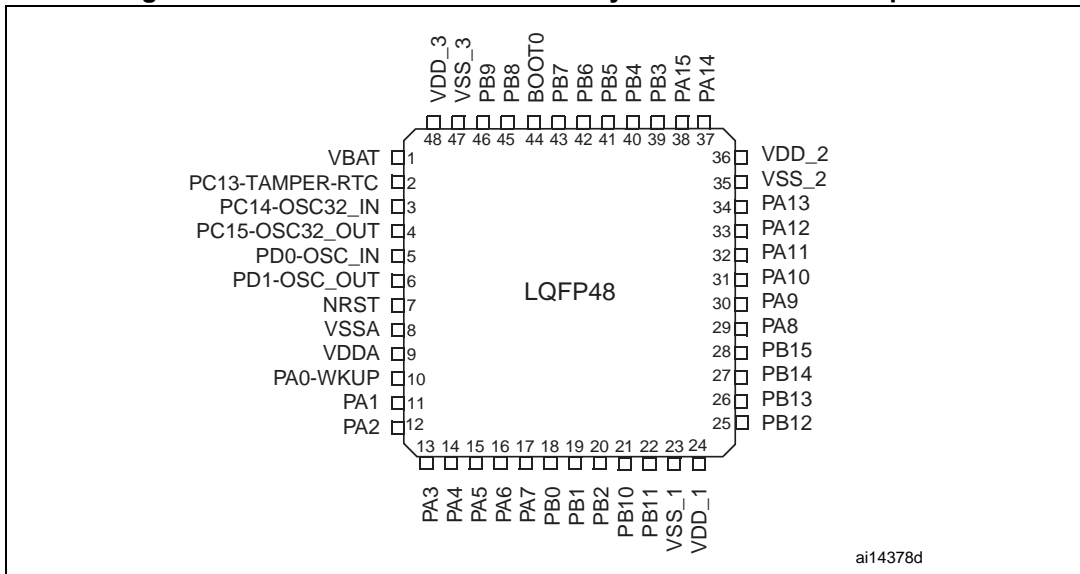 VDD_3
VSS_3
PB9
PB8
BOOT0
PB7
PB6
PB5
PB4
PB3
PA15
PA14
48 47 46 45 44 43 42 41 40 39 38 37
VBAT 1
PC13-TAMPER-RTC 2
PC14-OSC32_IN 3
PC15-OSC32_OUT 4
PD0-OSC_IN 5
PD1-OSC_OUT 6
NRST 7
VSSA 8
VDDA 9
PA0-WKUP 10
PA1 11
PA2 12
LQFP48
36 VDD_2
35 VSS_2
34 PA13
33 PA12
32 PA11
31 PA10
30 PA9
29 PA8
28 PB15
27 PB14
26 PB13
25 PB12
13 14 15 16 17 18 19 20 21 22 23 24
PA3
PA4
PA5
PA6
PA7
PB0
PB1
PB2
PB10
PB11
VSS_1
VDD_1
ai14378d